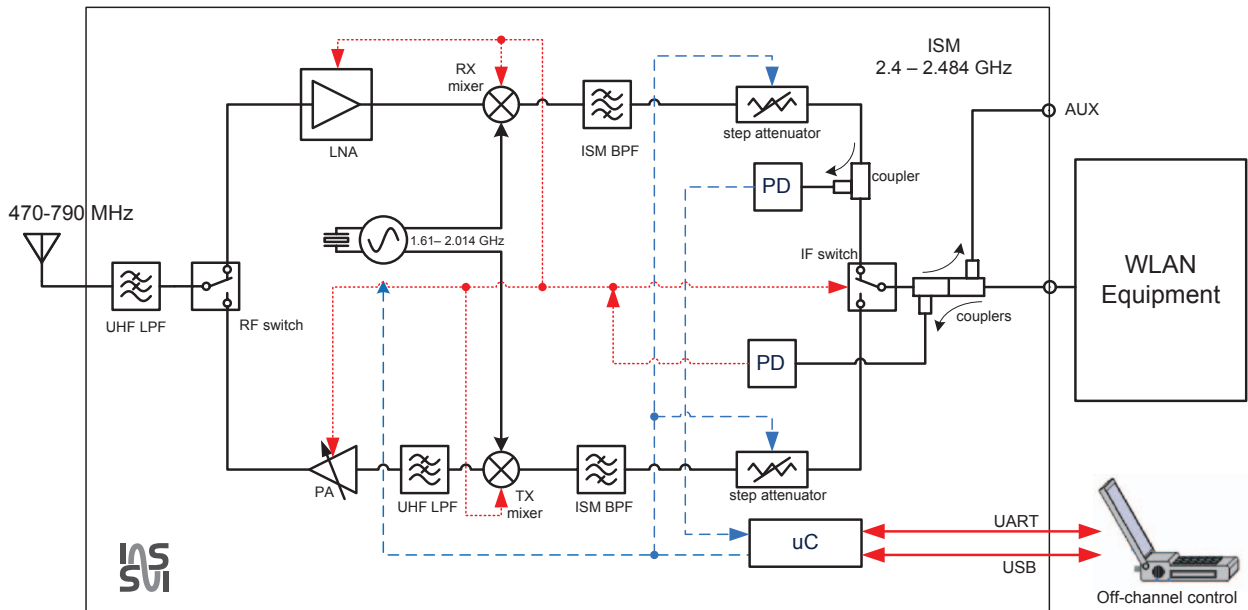 ISM
2.4 – 2.484 GHz
RX
mixer
LNA
ISM BPF
step attenuator
AUX
PD
coupler
470-790 MHz
1.61– 2.014 GHz
IF switch
WLAN
Equipment
UHF LPF
RF switch
couplers
PD
PA
UHF LPF
TX
mixer
ISM BPF
step attenuator
uC
UART
USB
Off-channel control